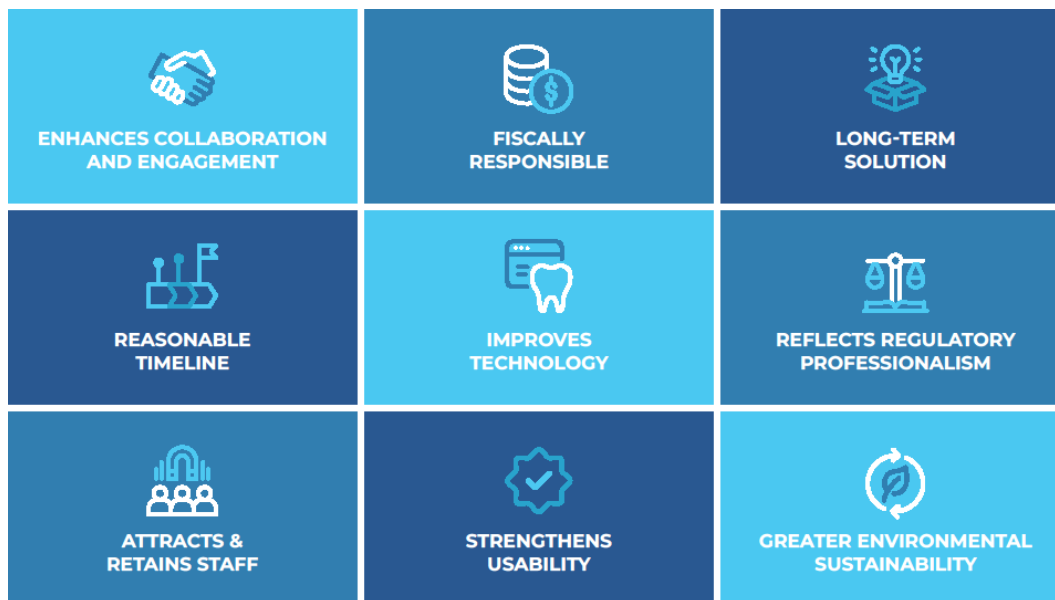 ENHANCES COLLABORATION
AND ENGAGEMENT
FISCALLY
RESPONSIBLE
LONG-TERM
SOLUTION
REASONABLE
TIMELINE
IMPROVES
TECHNOLOGY
REFLECTS REGULATORY
PROFESSIONALISM
ATTRACTS &
RETAINS STAFF
STRENGTHENS
USABILITY
GREATER ENVIRONMENTAL
SUSTAINABILITY